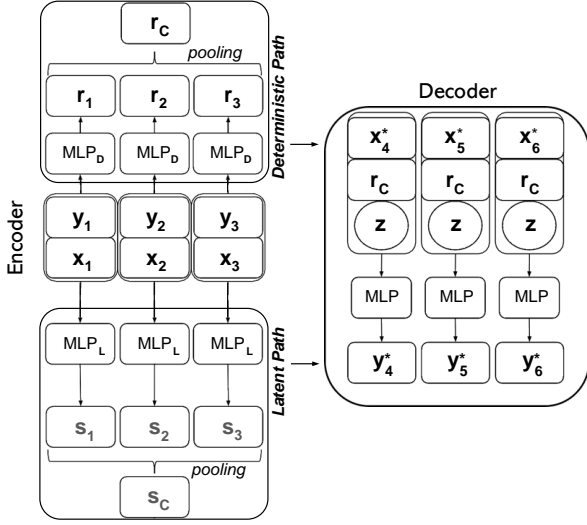 r_C
pooling
r_1 r_2 r_3
MLP_D MLP_D MLP_D
Deterministic Path
Encoder
y_1 y_2 y_3
x_1 x_2 x_3
MLP_L MLP_L MLP_L
Latent Path
s_1 s_2 s_3
pooling
s_C
Decoder
x*_4 x*_5 x*_6
r_C r_C r_C
z z z
MLP MLP MLP
y*_4 y*_5 y*_6